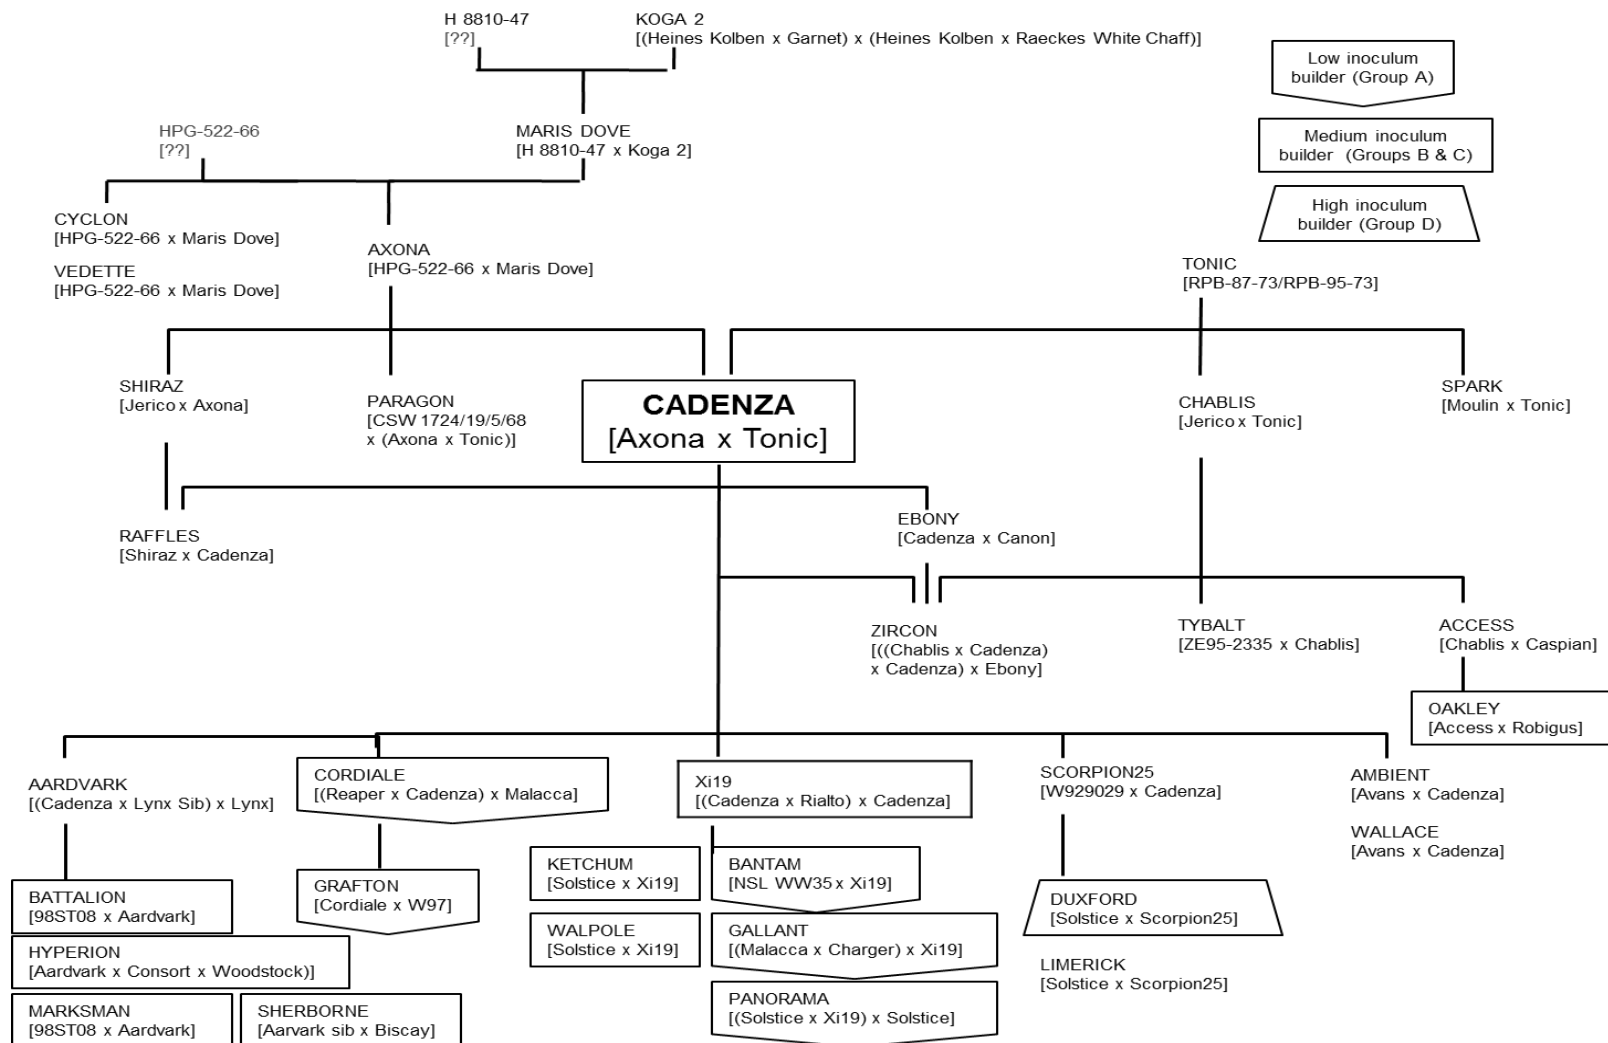 H 8810-47
[??]
KOGA 2
[(Heines Kolben x Garnet) x (Heines Kolben x Raeckes White Chaff)]
Low inoculum
builder (Group A)
Medium inoculum
builder (Groups B & C)
High inoculum
builder (Group D)
HPG-522-66
[??]
MARIS DOVE
[H 8810-47 x Koga 2]
CYCLON
[HPG-522-66 x Maris Dove]
VEDETTE
[HPG-522-66 x Maris Dove]
AXONA
[HPG-522-66 x Maris Dove]
TONIC
[RPB-87-73/RPB-95-73]
SHIRAZ
[Jerico x Axona]
PARAGON
[CSW 1724/19/5/68
x (Axona x Tonic)]
CADENZA
[Axona x Tonic]
CHABLIS
[Jerico x Tonic]
SPARK
[Moulin x Tonic]
RAFFLES
[Shiraz x Cadenza]
EBONY
[Cadenza x Canon]
ZIRCON
[((Chablis x Cadenza)
x Cadenza) x Ebony]
TYBALT
[ZE95-2335 x Chablis]
ACCESS
[Chablis x Caspian]
OAKLEY
[Access x Robigus]
AARDVARK
[(Cadenza x Lynx Sib) x Lynx]
CORDIALE
[(Reaper x Cadenza) x Malacca]
Xi19
[(Cadenza x Rialto) x Cadenza]
SCORPION25
[W929029 x Cadenza]
AMBIENT
[Avans x Cadenza]
WALLACE
[Avans x Cadenza]
BATTALION
[98ST08 x Aardvark]
GRAFTON
[Cordiale x W97]
KETCHUM
[Solstice x Xi19]
BANTAM
[NSL WW35 x Xi19]
DUXFORD
[Solstice x Scorpion25]
HYPERION
[Aardvark x Consort x Woodstock)]
WALPOLE
[Solstice x Xi19]
GALLANT
[(Malacca x Charger) x Xi19]
LIMERICK
[Solstice x Scorpion25]
MARKSMAN
[98ST08 x Aardvark]
SHERBORNE
[Aarvark sib x Biscay]
PANORAMA
[(Solstice x Xi19) x Solstice]